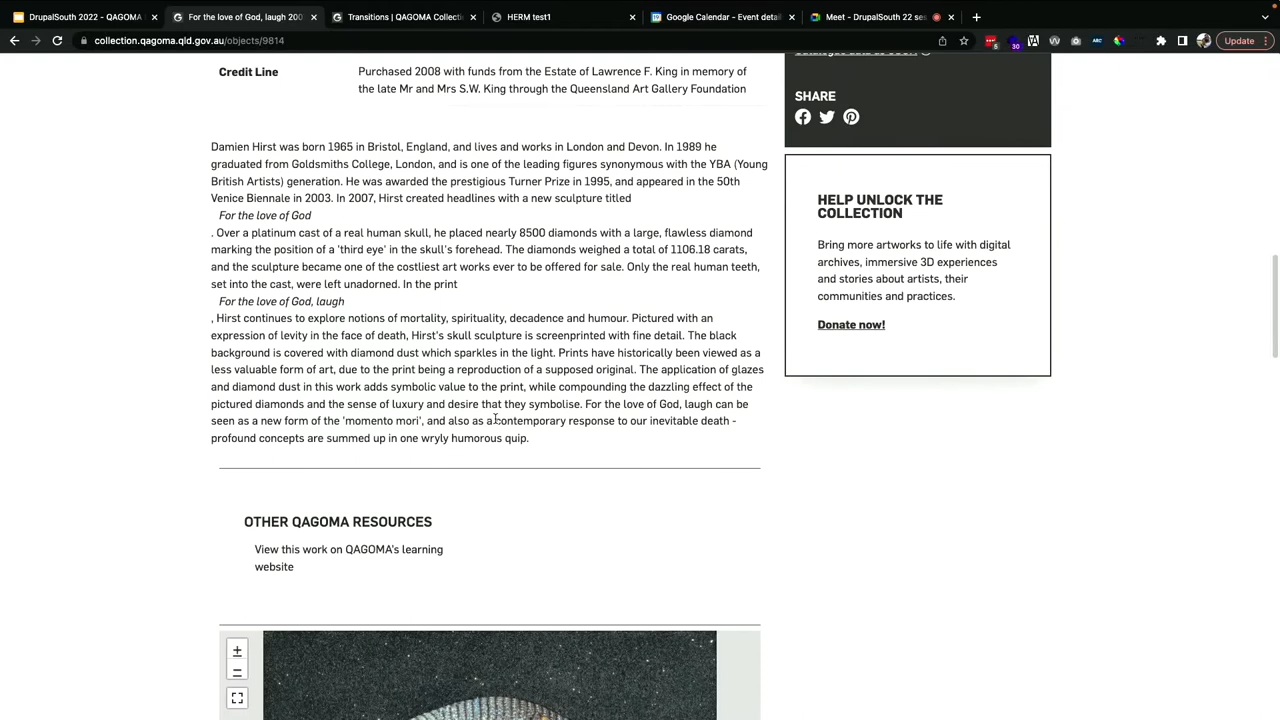 DrupalSouth 2022 - QAGOMA
For the love of God, laugh 200
Transitions | QAGOMA Collecti
HERM test1
Google Calendar - Event detail
Meet - DrupalSouth 22 ses
collection.qagoma.qld.gov.au/objects/9814
Update
Credit Line
Purchased 2008 with funds from the Estate of Lawrence F. King in memory of
the late Mr and Mrs S.W. King through the Queensland Art Gallery Foundation
Damien Hirst was born 1965 in Bristol, England, and lives and works in London and Devon. In 1989 he
graduated from Goldsmiths College, London, and is one of the leading figures synonymous with the YBA (Young
British Artists) generation. He was awarded the prestigious Turner Prize in 1995, and appeared in the 50th
Venice Biennale in 2003. In 2007, Hirst created headlines with a new sculpture titled
For the love of God
. Over a platinum cast of a real human skull, he placed nearly 8500 diamonds with a large, flawless diamond
marking the position of a 'third eye' in the skull's forehead. The diamonds weighed a total of 1106.18 carats,
and the sculpture became one of the costliest art works ever to be offered for sale. Only the real human teeth,
set into the cast, were left unadorned. In the print
For the love of God, laugh
, Hirst continues to explore notions of mortality, spirituality, decadence and humour. Pictured with an
expression of levity in the face of death, Hirst's skull sculpture is screenprinted with fine detail. The black
background is covered with diamond dust which sparkles in the light. Prints have historically been viewed as a
less valuable form of art, due to the print being a reproduction of a supposed original. The application of glazes
and diamond dust in this work adds symbolic value to the print, while compounding the dazzling effect of the
pictured diamonds and the sense of luxury and desire that they symbolise. For the love of God, laugh can be
seen as a new form of the 'momento mori', and also as a contemporary response to our inevitable death -
profound concepts are summed up in one wryly humorous quip.
OTHER QAGOMA RESOURCES
View this work on QAGOMA's learning
website
SHARE
HELP UNLOCK THE
COLLECTION
Bring more artworks to life with digital
archives, immersive 3D experiences
and stories about artists, their
communities and practices.
Donate now!